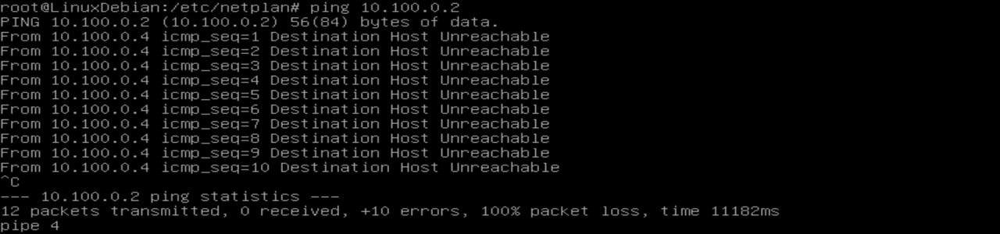 root@LinuxDebian:/etc/netplan# ping 10.100.0.2
PING 10.100.0.2 (10.100.0.2) 56(84) bytes of data.
From 10.100.0.4 icmp_seq=1 Destination Host Unreachable
From 10.100.0.4 icmp_seq=2 Destination Host Unreachable
From 10.100.0.4 icmp_seq=3 Destination Host Unreachable
From 10.100.0.4 icmp_seq=4 Destination Host Unreachable
From 10.100.0.4 icmp_seq=5 Destination Host Unreachable
From 10.100.0.4 icmp_seq=6 Destination Host Unreachable
From 10.100.0.4 icmp_seq=7 Destination Host Unreachable
From 10.100.0.4 icmp_seq=8 Destination Host Unreachable
From 10.100.0.4 icmp_seq=9 Destination Host Unreachable
From 10.100.0.4 icmp_seq=10 Destination Host Unreachable
^C
--- 10.100.0.2 ping statistics ---
12 packets transmitted, 0 received, +10 errors, 100% packet loss, time 11182ms
pipe 4